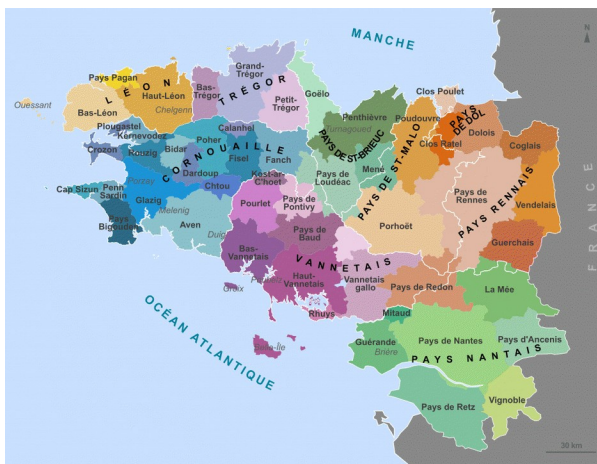 MANCHE
N
Grand-
Trégor
Pays Pagan
LÉON
Haut-Léon
Bas-
Trégor
TRÉGOR
Goëlo
Clos Poulet
Ouessant
Chelgenn
Petit-
Trégor
Bas-Léon
Penthièvre
Poudouvre
PAYS
DE DOL
Plougastel
Calanhel
Turnagoued
Dolois
Kernévodez
Poher
PAYS DE ST-BRIEUC
Clos Ratel
Coglais
Crozon
Rouzig
Bidar
CORNOUAILLE
Fisel
Fanch
PAYS DE ST-MALO
Mené
Porzay
Dardoup
Kost-ar-
C'hoet
Pays de
Loudéac
Cap Sizun
Penn
Sardin
Chtou
Pays de
Rennes
PAYS RENNAIS
FRANCE
Glazig
Melenig
Pourlet
Pays de
Pontivy
Vendelais
Pays
Bigouden
Aven
Duig
Pays de
Baud
Porhoët
Guerchais
Bas-
Vannetais
VANNETAIS
Haut-
Vannetais
Vannetais
gallo
Pays de Redon
La Mée
Groix
OCÉAN ATLANTIQUE
Rhuys
Mitaud
Belle-Ile
Guérande
Brière
Pays de Nantes
Pays d'Ancenis
PAYS NANTAIS
Pays de Retz
Vignoble
30 km